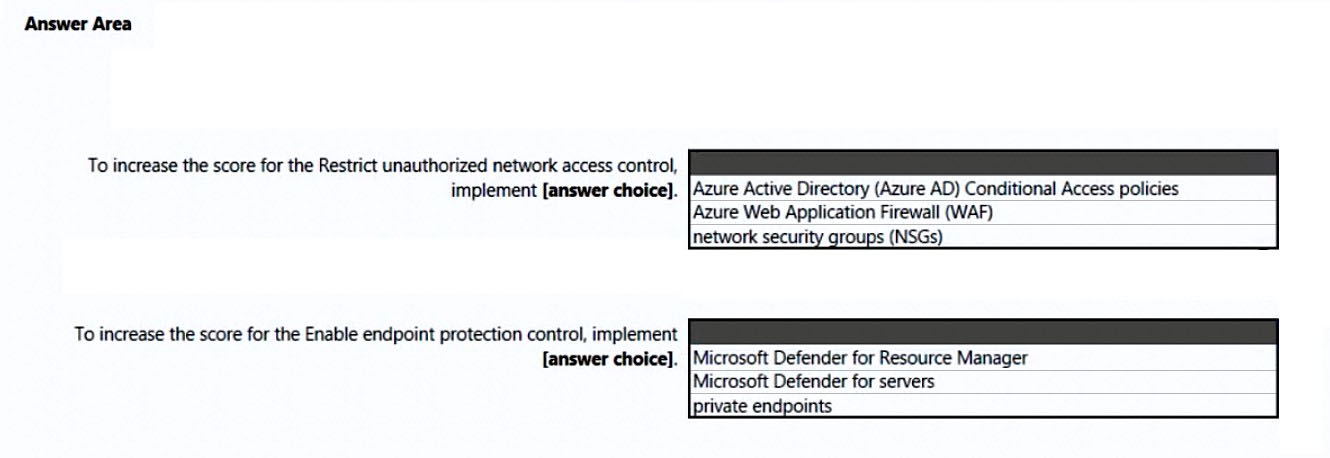 Answer Area
To increase the score for the Restrict unauthorized network access control,
implement [answer choice].
Azure Active Directory (Azure AD) Conditional Access policies
Azure Web Application Firewall (WAF)
network security groups (NSGs)
To increase the score for the Enable endpoint protection control, implement
[answer choice].
Microsoft Defender for Resource Manager
Microsoft Defender for servers
private endpoints